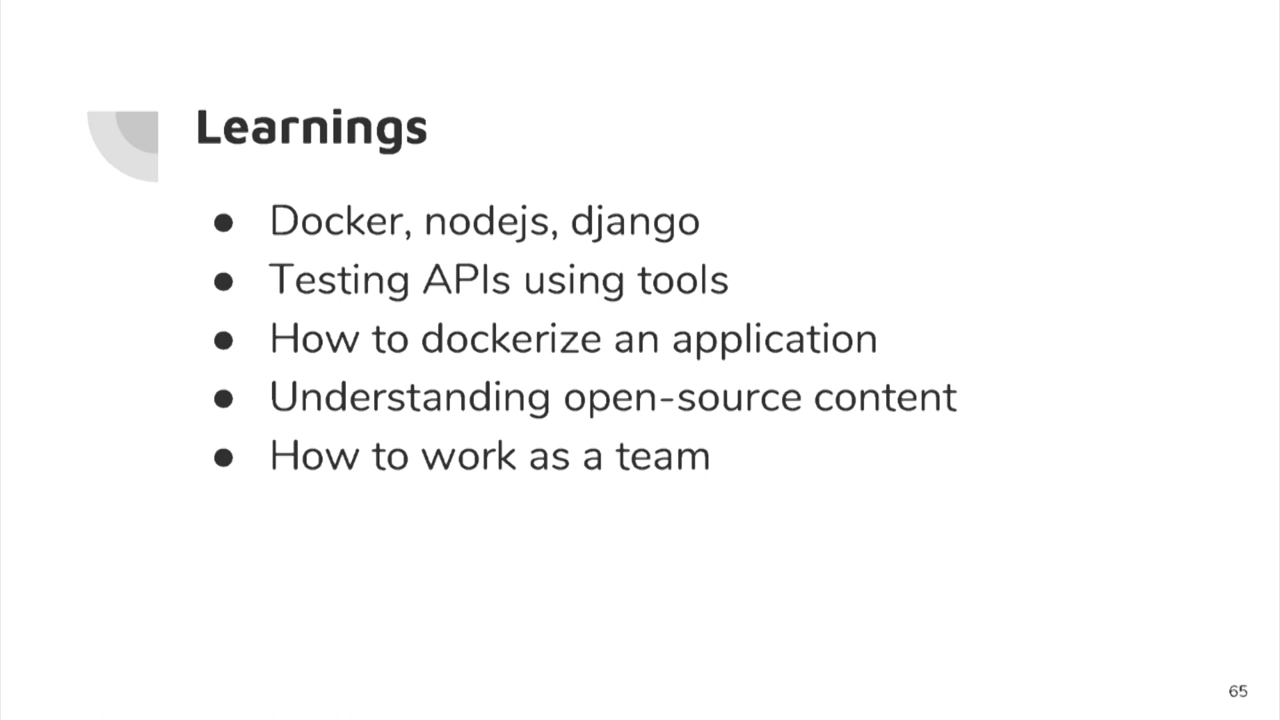 Learnings
● Docker, nodejs, django
● Testing APIs using tools
● How to dockerize an application
● Understanding open-source content
● How to work as a team
65